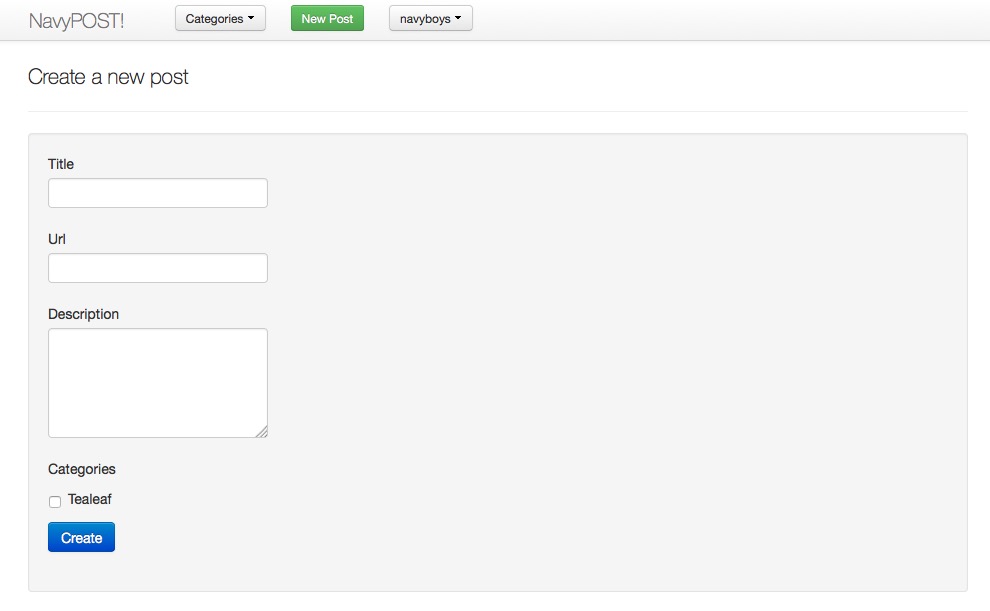 NavyPOST!
Categories
New Post
navyboys
Create a new post
Title
Url
Description
Categories
Tealeaf
Create